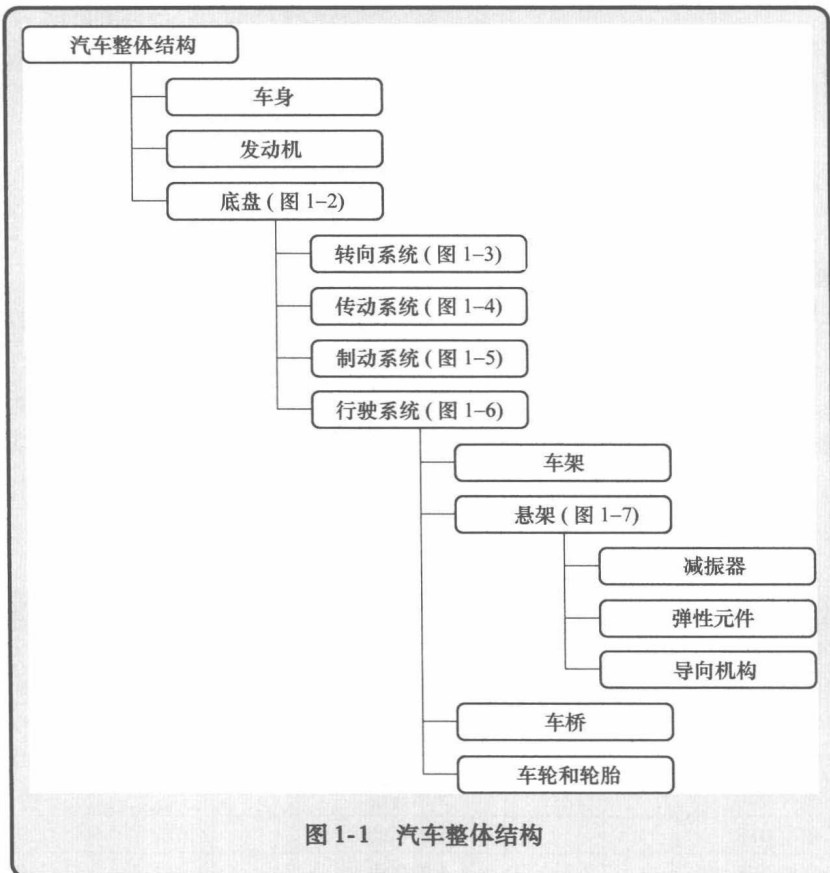 汽车整体结构
车身
发动机
底盘(图 1-2)
转向系统(图 1-3)
传动系统(图 1-4)
制动系统(图 1-5)
行驶系统(图 1-6)
车架
悬架(图 1-7)
减振器
弹性元件
导向机构
车桥
车轮和轮胎
图 1-1 汽车整体结构